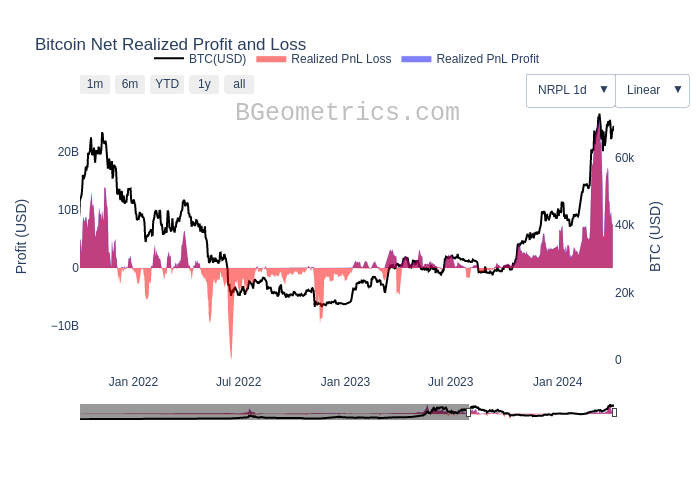 Bitcoin Net Realized Profit and Loss
BTC(USD) Realized PnL Loss Realized PnL Profit
1m 6m YTD 1y all NRPL 1d ▼ Linear ▼
BGeometrics.com
20B
10B
0
−10B
Profit (USD)
60k
40k
20k
0
BTC (USD)
Jan 2022 Jul 2022 Jan 2023 Jul 2023 Jan 2024